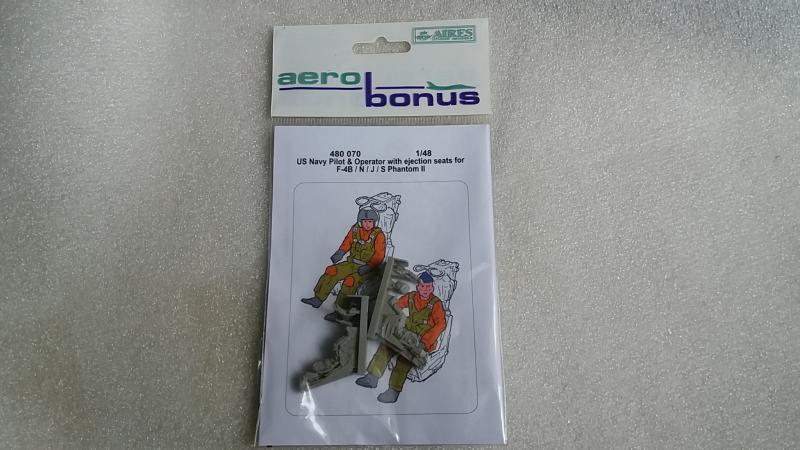 AIRES
aero
bonus
480 070 1/48
US Navy Pilot & Operator with ejection seats for
F-4B / N / J / S Phantom II